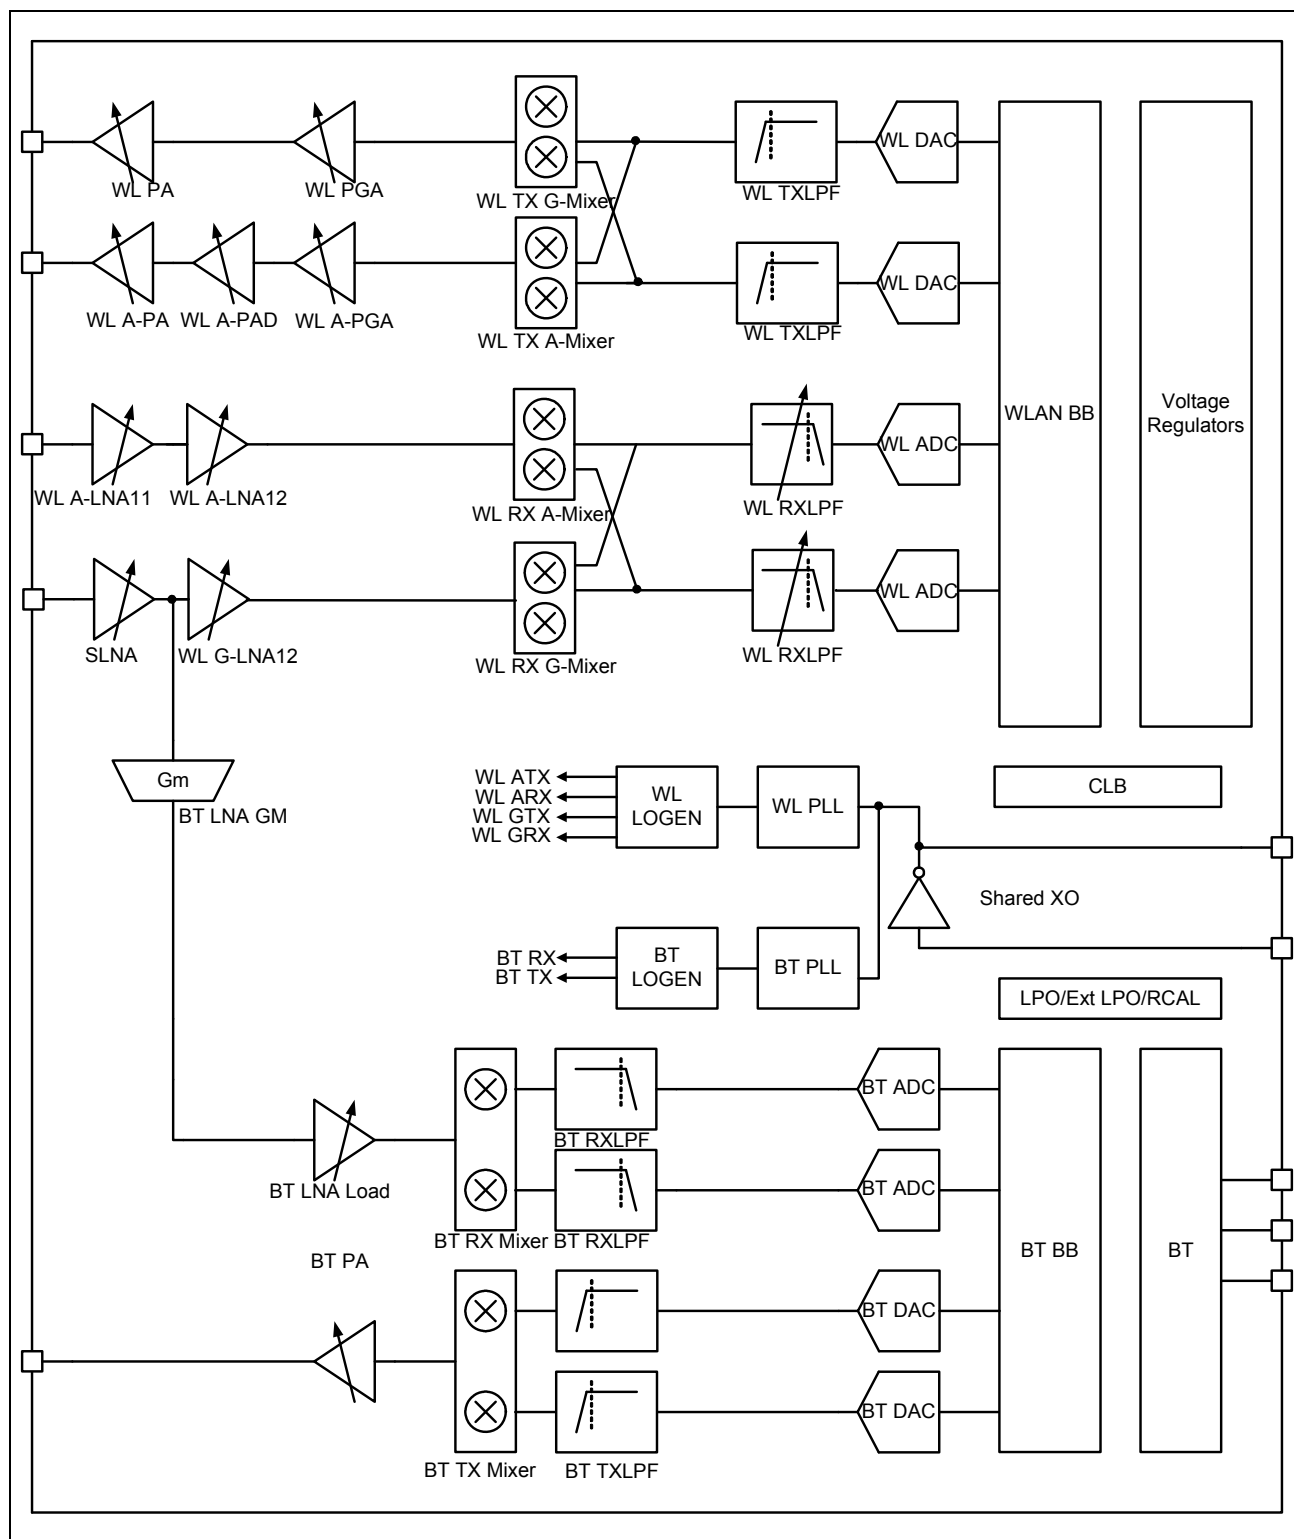 WL PA
WL PGA
WL TX G-Mixer
WL TXLPF
WL DAC
WL A-PA
WL A-PAD
WL A-PGA
WL TX A-Mixer
WL TXLPF
WL DAC
WLAN BB
Voltage
Regulators
WL A-LNA11
WL A-LNA12
WL RX A-Mixer
WL RXLPF
WL ADC
SLNA
WL G-LNA12
WL RX G-Mixer
WL RXLPF
WL ADC
Gm
BT LNA GM
WL ATX
WL ARX
WL GTX
WL GRX
WL
LOGEN
WL PLL
CLB
Shared XO
BT RX
BT TX
BT
LOGEN
BT PLL
LPO/Ext LPO/RCAL
BT LNA Load
BT RXLPF
BT ADC
BT RX Mixer
BT RXLPF
BT ADC
BT BB
BT
BT PA
BT DAC
BT TX Mixer
BT TXLPF
BT DAC